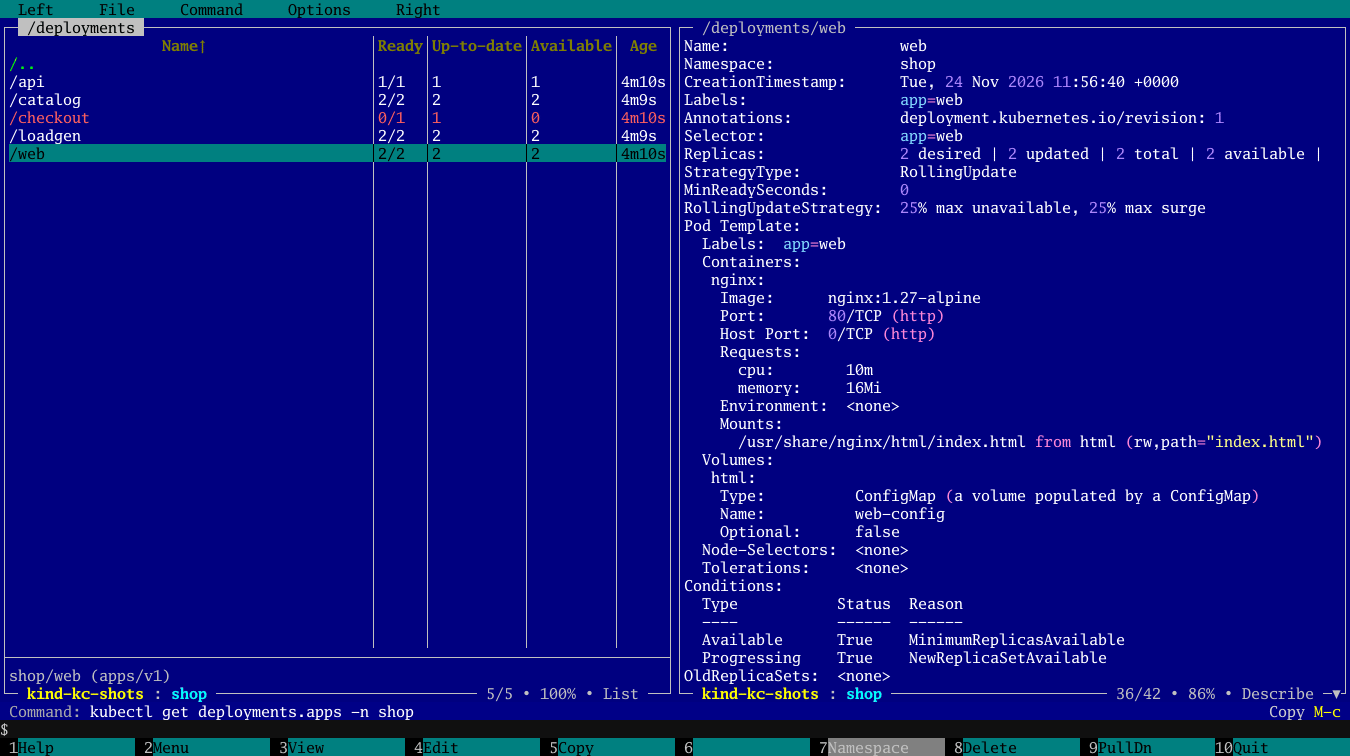 Left File Command Options Right
/deployments
Name↑ Ready Up-to-date Available Age
/..
/api 1/1 1 1 4m10s
/catalog 2/2 2 2 4m9s
/checkout 0/1 1 0 4m10s
/loadgen 2/2 2 2 4m9s
/web 2/2 2 2 4m10s
shop/web (apps/v1)
kind-kc-shots : shop 5/5 • 100% • List
/deployments/web
Name: web
Namespace: shop
CreationTimestamp: Tue, 24 Nov 2026 11:56:40 +0000
Labels: app=web
Annotations: deployment.kubernetes.io/revision: 1
Selector: app=web
Replicas: 2 desired | 2 updated | 2 total | 2 available |
StrategyType: RollingUpdate
MinReadySeconds: 0
RollingUpdateStrategy: 25% max unavailable, 25% max surge
Pod Template:
Labels: app=web
Containers:
nginx:
Image: nginx:1.27-alpine
Port: 80/TCP (http)
Host Port: 0/TCP (http)
Requests:
cpu: 10m
memory: 16Mi
Environment: <none>
Mounts:
/usr/share/nginx/html/index.html from html (rw,path="index.html")
Volumes:
html:
Type: ConfigMap (a volume populated by a ConfigMap)
Name: web-config
Optional: false
Node-Selectors: <none>
Tolerations: <none>
Conditions:
Type Status Reason
---- ------ ------
Available True MinimumReplicasAvailable
Progressing True NewReplicaSetAvailable
OldReplicaSets: <none>
kind-kc-shots : shop 36/42 • 86% • Describe ▼
Command: kubectl get deployments.apps -n shop Copy M-c
$
1Help 2Menu 3View 4Edit 5Copy 6 7Namespace 8Delete 9PullDn 10Quit